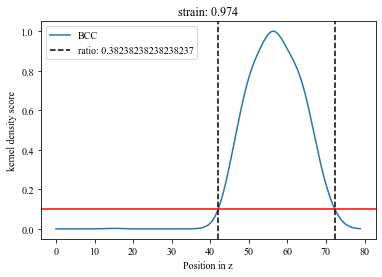 strain: 0.974
BCC
ratio: 0.38238238238238237
kernel density score
1.0
0.8
0.6
0.4
0.2
0.0
0 10 20 30 40 50 60 70 80
Position in z